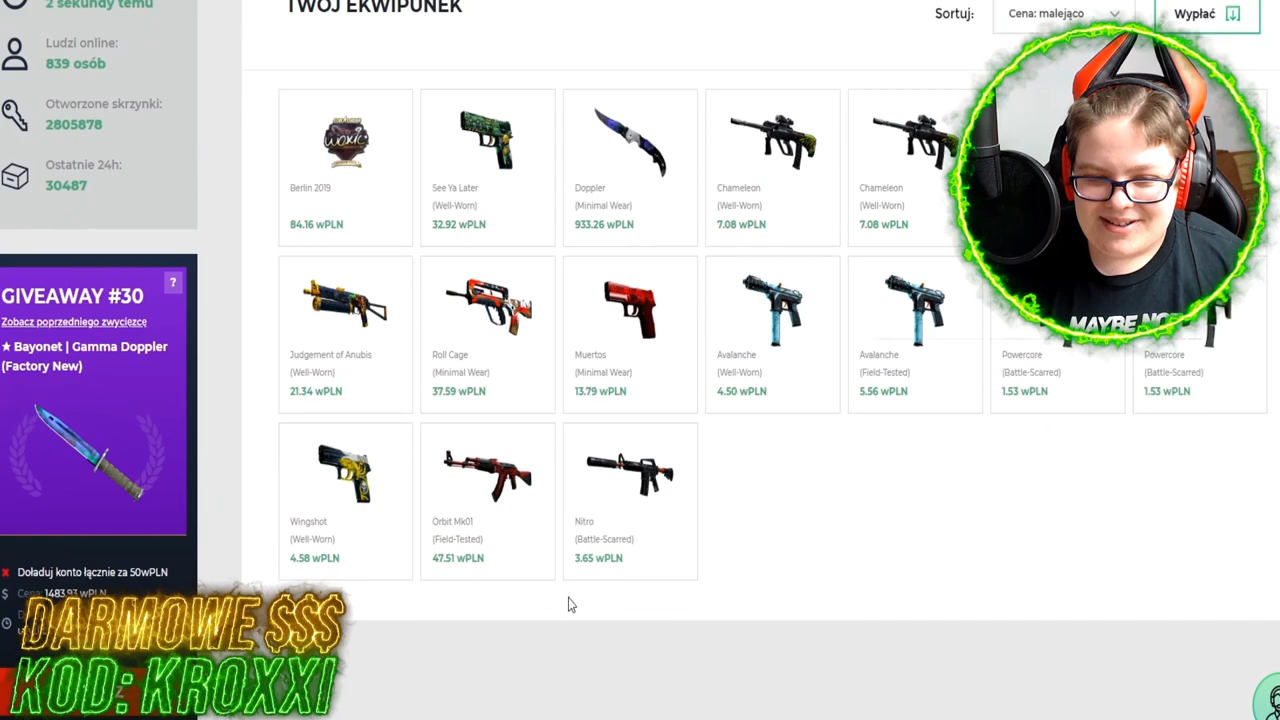 2 sekundy temu
Ludzi online:
839 osób
Otworzone skrzynki:
2805878
Ostatnie 24h:
30487
GIVEAWAY #30
?
Zobacz poprzedniego zwycięzcę
★ Bayonet | Gamma Doppler
(Factory New)
Doładuj konto łącznie za 50wPLN
$ Cena: 1483.93 wPLN
DARMOWE $$$
KOD: KROXXI
TWÓJ EKWIPUNEK
Sortuj:
Cena: malejąco
Wypłać
Berlin 2019
84.16 wPLN
See Ya Later
(Well-Worn)
32.92 wPLN
Doppler
(Minimal Wear)
933.26 wPLN
Chameleon
(Well-Worn)
7.08 wPLN
Chameleon
(Well-Worn)
7.08 wPLN
MAYBE NOT
Judgement of Anubis
(Well-Worn)
21.34 wPLN
Roll Cage
(Minimal Wear)
37.59 wPLN
Muertos
(Minimal Wear)
13.79 wPLN
Avalanche
(Well-Worn)
4.50 wPLN
Avalanche
(Field-Tested)
5.56 wPLN
Powercore
(Battle-Scarred)
1.53 wPLN
Powercore
(Battle-Scarred)
1.53 wPLN
Wingshot
(Well-Worn)
4.58 wPLN
Orbit Mk01
(Field-Tested)
47.51 wPLN
Nitro
(Battle-Scarred)
3.65 wPLN